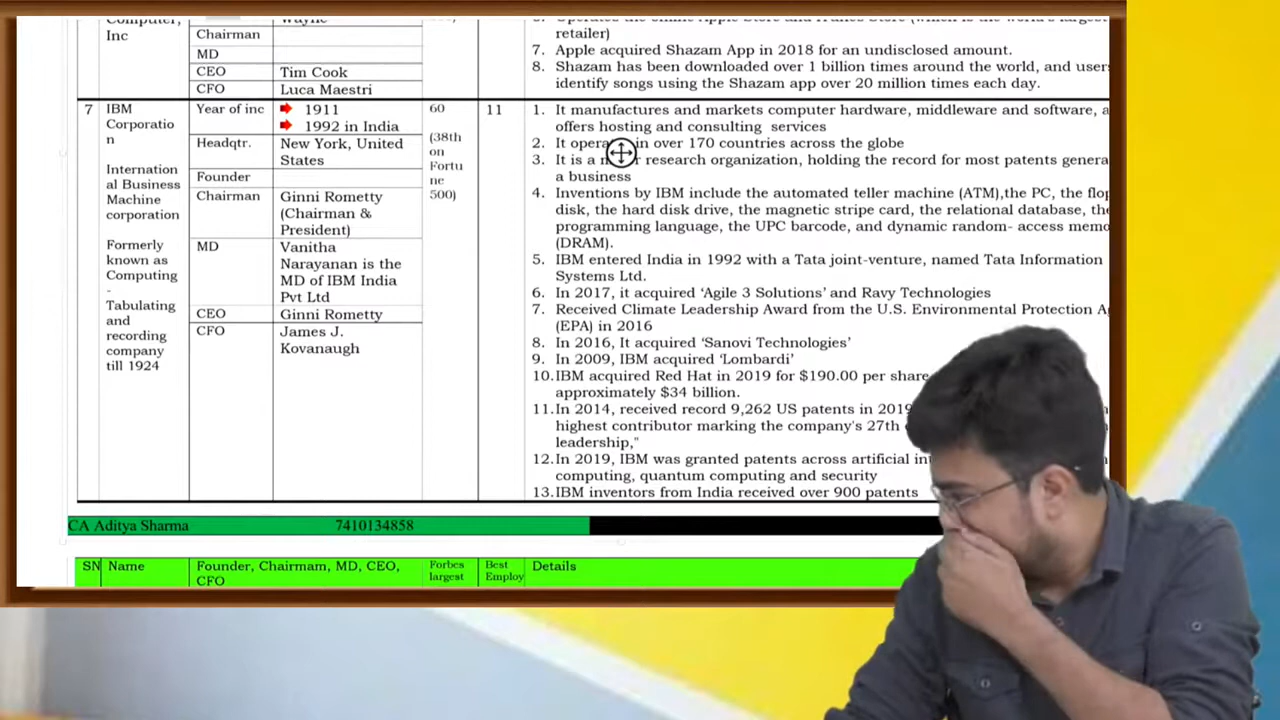 Computer,
Inc
Wayne
Chairman
MD
CEO Tim Cook
CFO Luca Maestri
retailer)
7. Apple acquired Shazam App in 2018 for an undisclosed amount.
8. Shazam has been downloaded over 1 billion times around the world, and users
identify songs using the Shazam app over 20 million times each day.
7
IBM
Corporatio
n
Internation
al Business
Machine
corporation
Formerly
known as
Computing
-
Tabulating
and
recording
company
till 1924
Year of inc 1911
1992 in India
Headqtr. New York, United
States
Founder
Chairman Ginni Rometty
(Chairman &
President)
MD Vanitha
Narayanan is the
MD of IBM India
Pvt Ltd
CEO Ginni Rometty
CFO James J.
Kovanaugh
60
(38th
on
Fortu
ne
500)
11
1. It manufactures and markets computer hardware, middleware and software, a
offers hosting and consulting services
2. It in over 170 countries across the globe
3. It is a research organization, holding the record for most patents genera
a business
4. Inventions by IBM include the automated teller machine (ATM),the PC, the flop
disk, the hard disk drive, the magnetic stripe card, the relational database, the
programming language, the UPC barcode, and dynamic random- access memo
(DRAM).
5. IBM entered India in 1992 with a Tata joint-venture, named Tata Information
Systems Ltd.
6. In 2017, it acquired ‘Agile 3 Solutions’ and Ravy Technologies
7. Received Climate Leadership Award from the U.S. Environmental Protection Ag
(EPA) in 2016
8. In 2016, It acquired ‘Sanovi Technologies’
9. In 2009, IBM acquired ‘Lombardi’
10.IBM acquired Red Hat in 2019 for $190.00 per share
approximately $34 billion.
11.In 2014, received record 9,262 US patents in 2019
highest contributor marking the company's 27th
leadership,"
12.In 2019, IBM was granted patents across artificial
computing, quantum computing and security
13.IBM inventors from India received over 900 patents
CA Aditya Sharma 7410134858
SN Name Founder, Chairmam, MD, CEO,
CFO
Forbes
largest
Best
Employ
Details